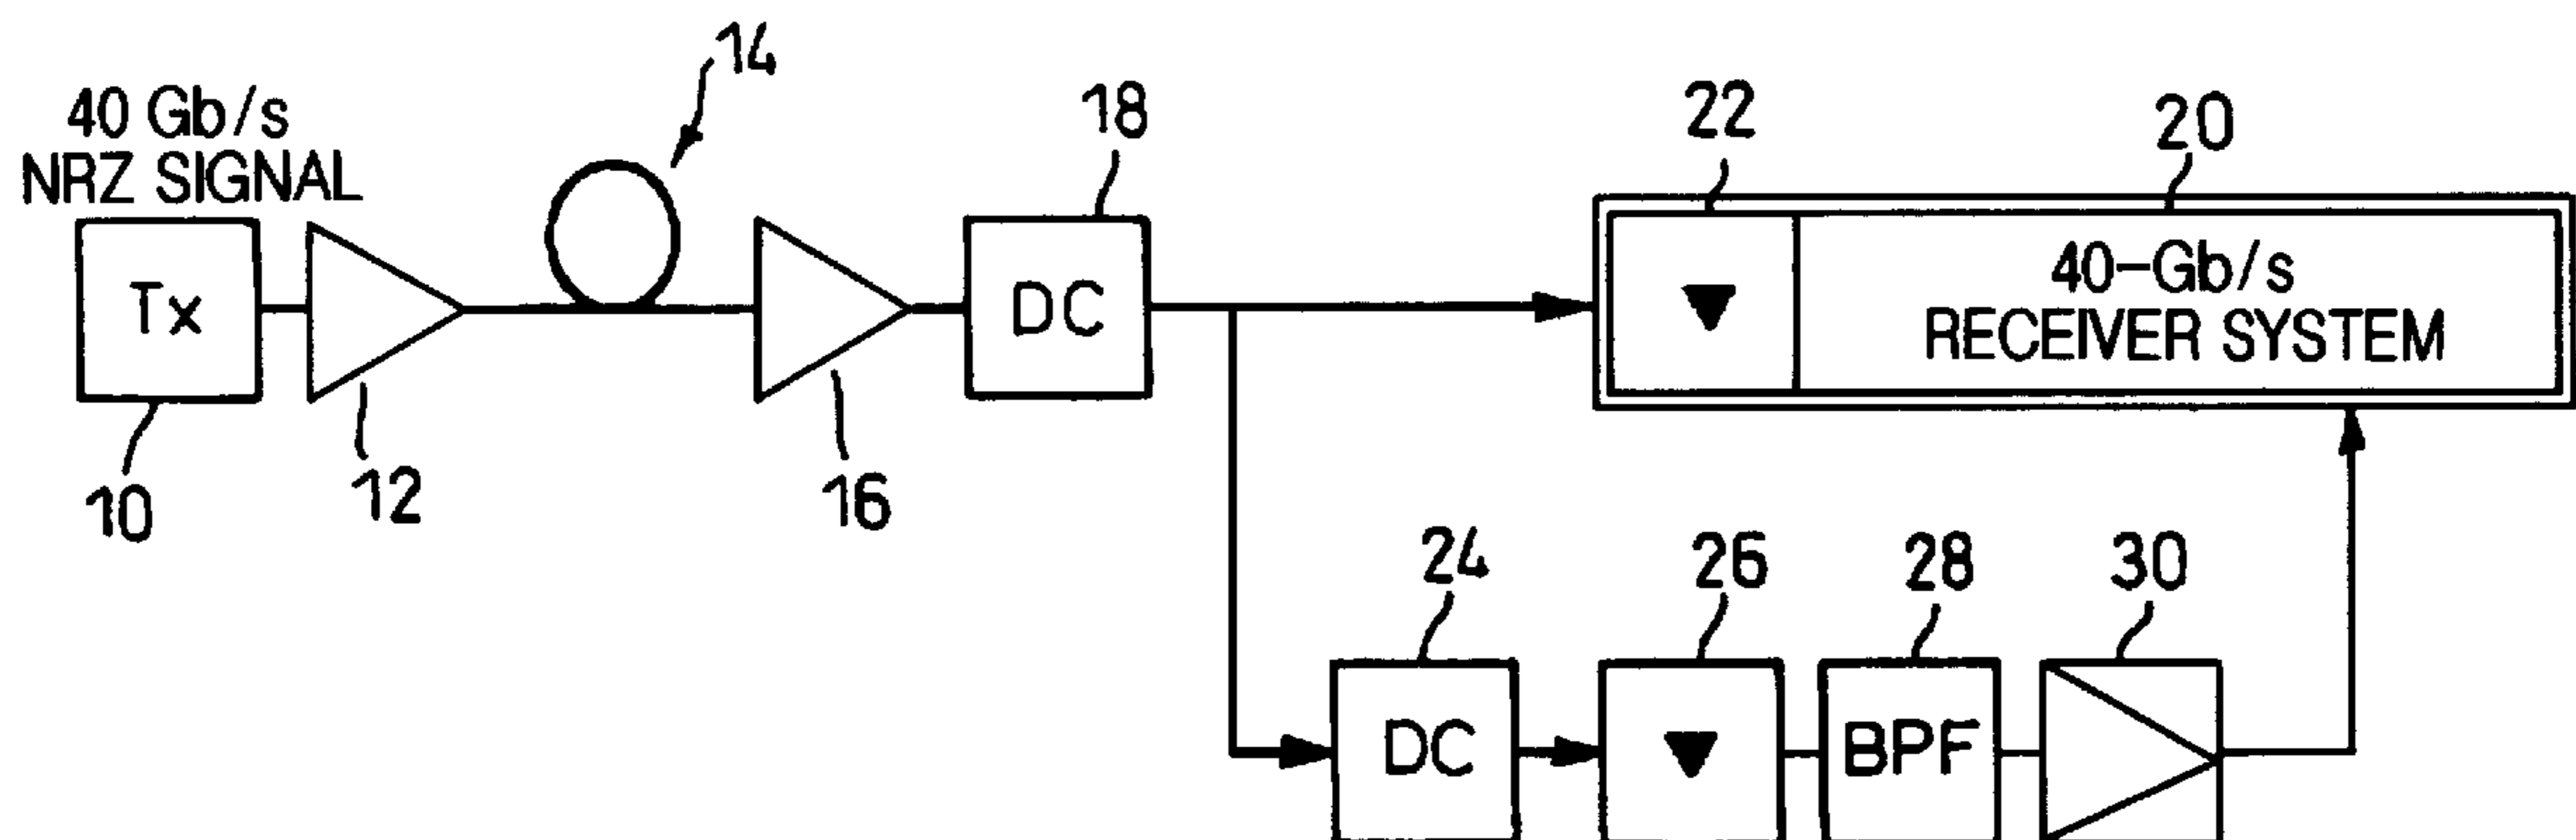 14
40 Gb/s
NRZ SIGNAL
18
22
20
Tx
DC
40-Gb/s
RECEIVER SYSTEM
10
12
16
24
26
28
30
DC
BPF